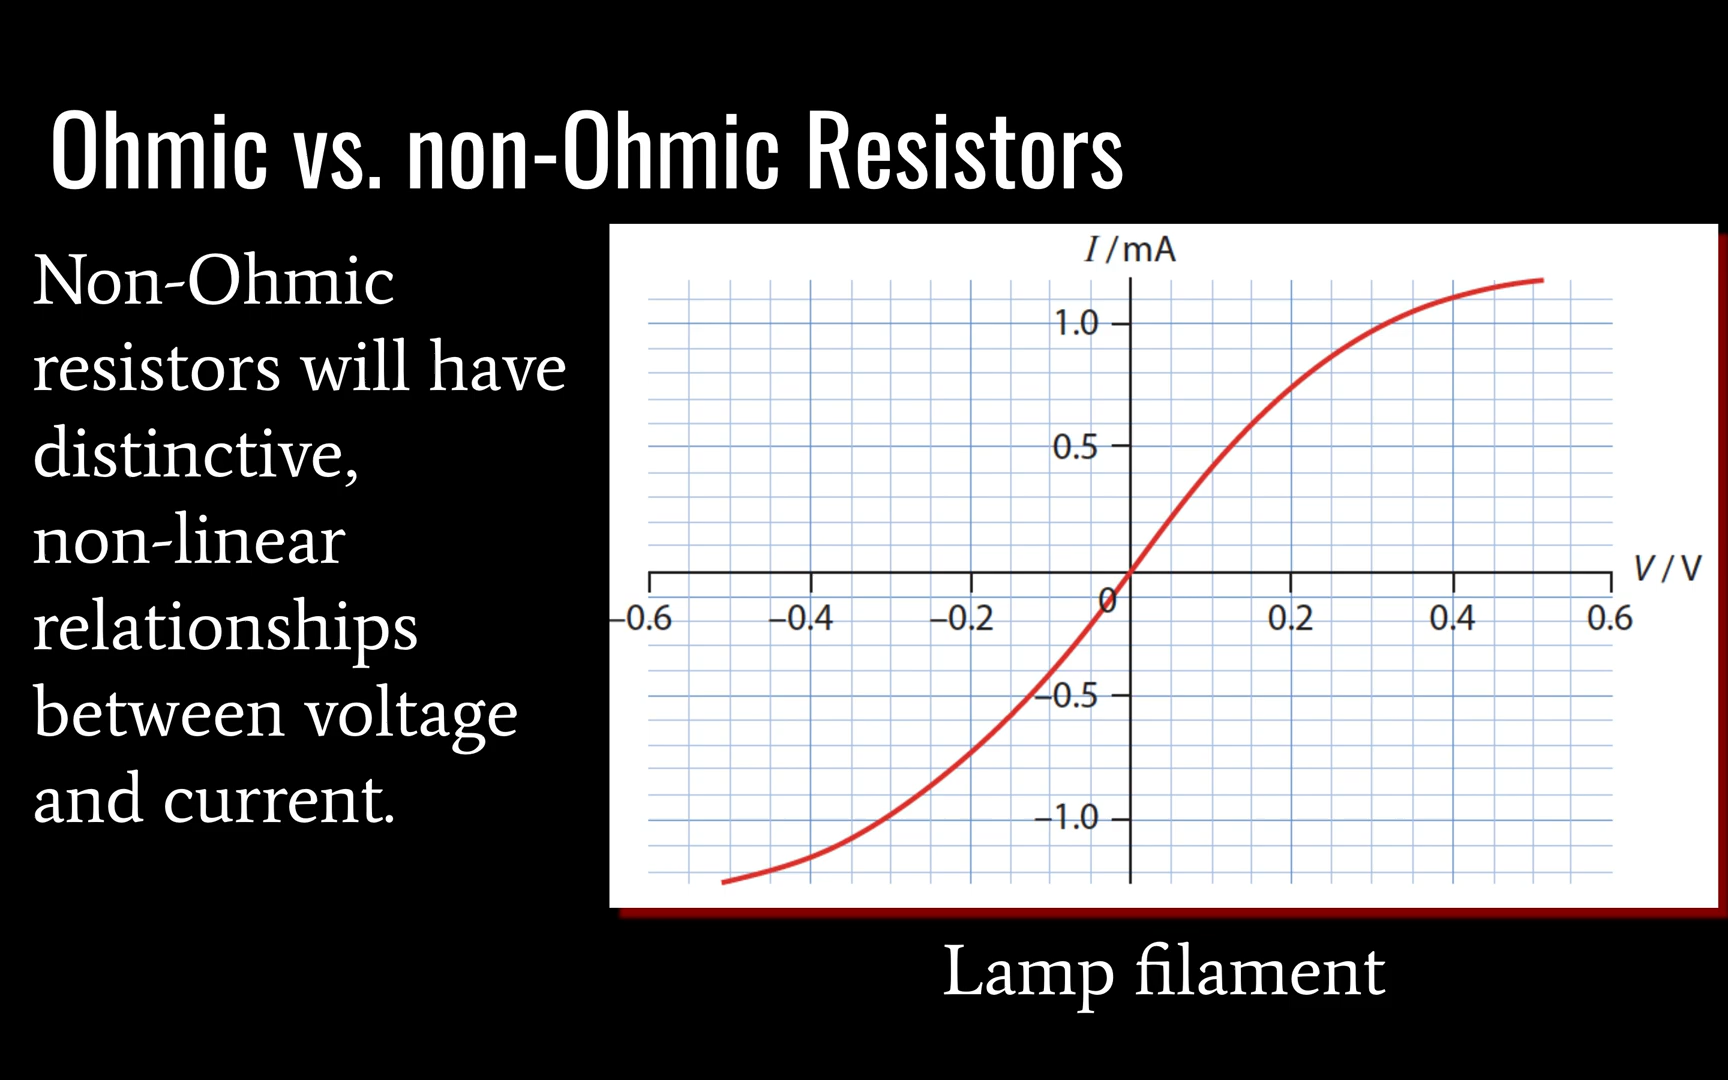 Ohmic vs. non-Ohmic Resistors
Non-Ohmic
resistors will have
distinctive,
non-linear
relationships
between voltage
and current.
I / mA
1.0
0.5
V / V
0
–0.6 –0.4 –0.2 0.2 0.4 0.6
–0.5
–1.0
Lamp filament